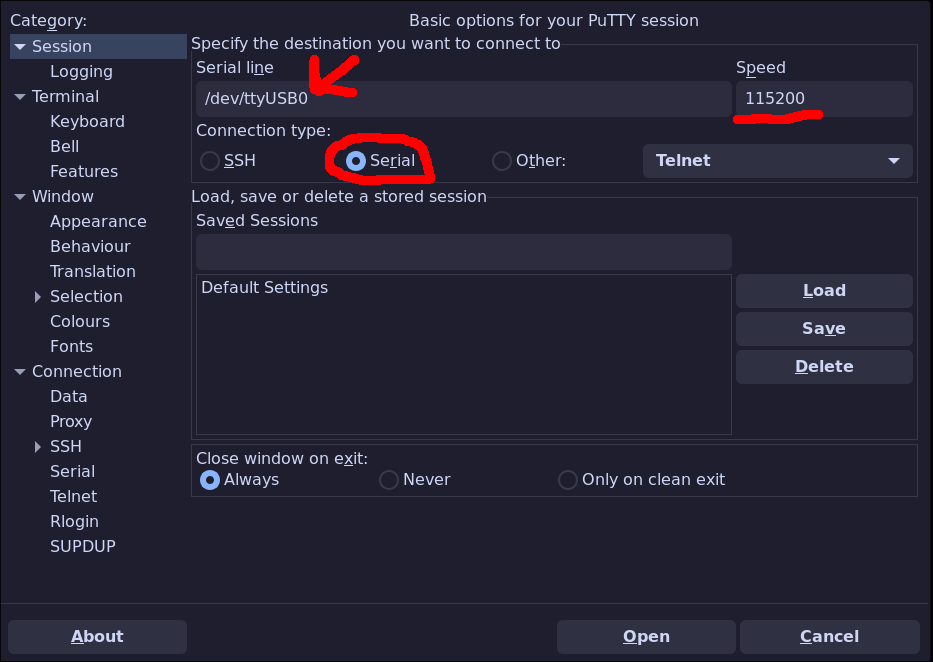 Category:
Basic options for your PuTTY session
Session
Logging
Terminal
Keyboard
Bell
Features
Window
Appearance
Behaviour
Translation
Selection
Colours
Fonts
Connection
Data
Proxy
SSH
Serial
Telnet
Rlogin
SUPDUP
Specify the destination you want to connect to
Serial line
Speed
/dev/ttyUSB0
115200
Connection type:
SSH
Serial
Other:
Telnet
Load, save or delete a stored session
Saved Sessions
Default Settings
Load
Save
Delete
Close window on exit:
Always
Never
Only on clean exit
About
Open
Cancel